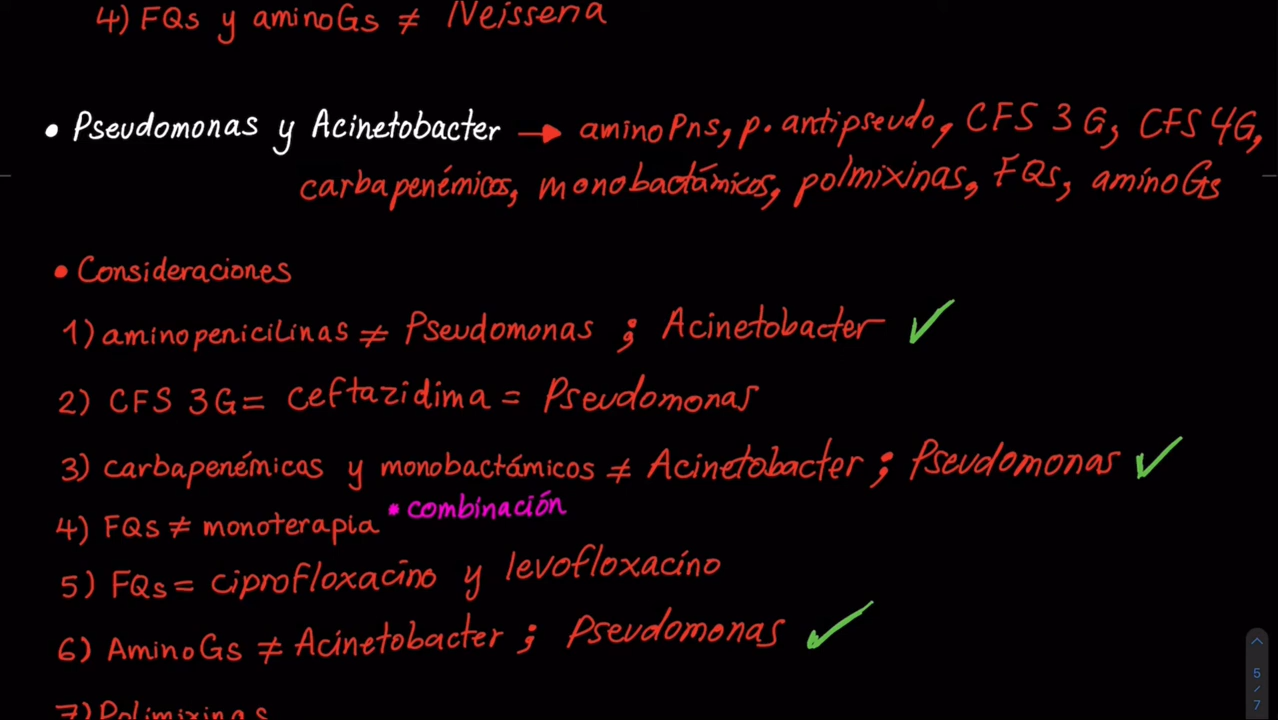 4) FQs y aminoGs ≠ Neisseria
• Pseudomonas y Acinetobacter → aminoPns, p. antipseudo, CFS 3G, CFS 4G,
carbapenémicos, monobactámicos, polmixinas, FQs, aminoGs
• Consideraciones
1) aminopenicilinas ≠ Pseudomonas ; Acinetobacter ✓
2) CFS 3G = ceftazidima = Pseudomonas
3) carbapenémicas y monobactámicos ≠ Acinetobacter ; Pseudomonas ✓
4) FQs ≠ monoterapia * combinación
5) FQs = ciprofloxacino y levofloxacino
6) AminoGs ≠ Acinetobacter ; Pseudomonas ✓
7) Polimixinas
5
/
7